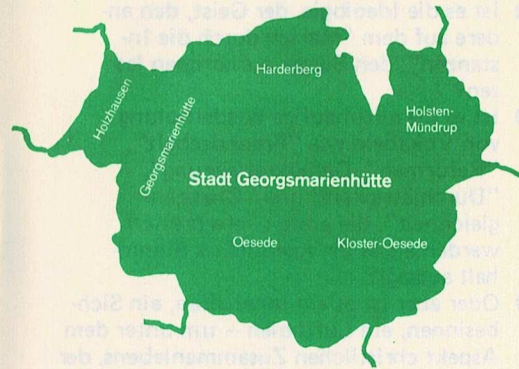 Harderberg
Holzhausen
Holsten-
Mündrup
Georgsmarienhütte
Stadt Georgsmarienhütte
Oesede
Kloster-Oesede